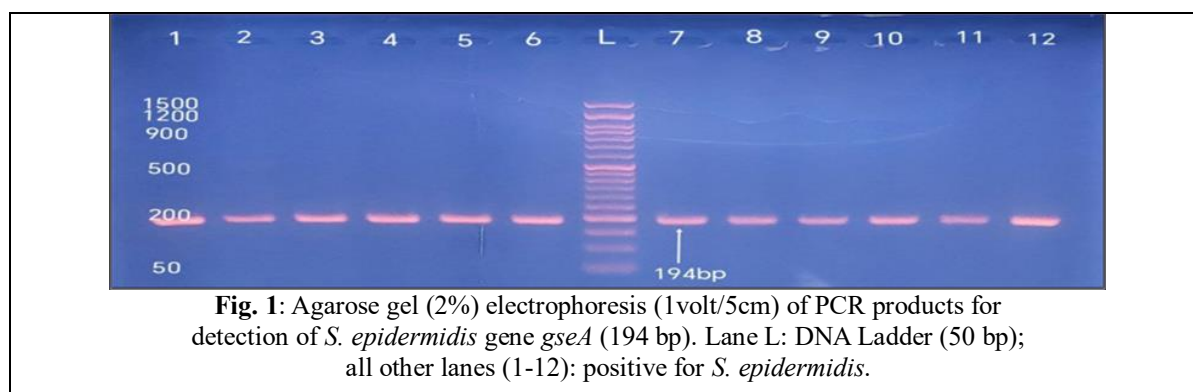 1 2 3 4 5 6 L 7 8 9 10 11 12
1500
1200
900
500
200
50
194bp
Fig. 1: Agarose gel (2%) electrophoresis (1volt/5cm) of PCR products for
detection of S. epidermidis gene gseA (194 bp). Lane L: DNA Ladder (50 bp);
all other lanes (1-12): positive for S. epidermidis.